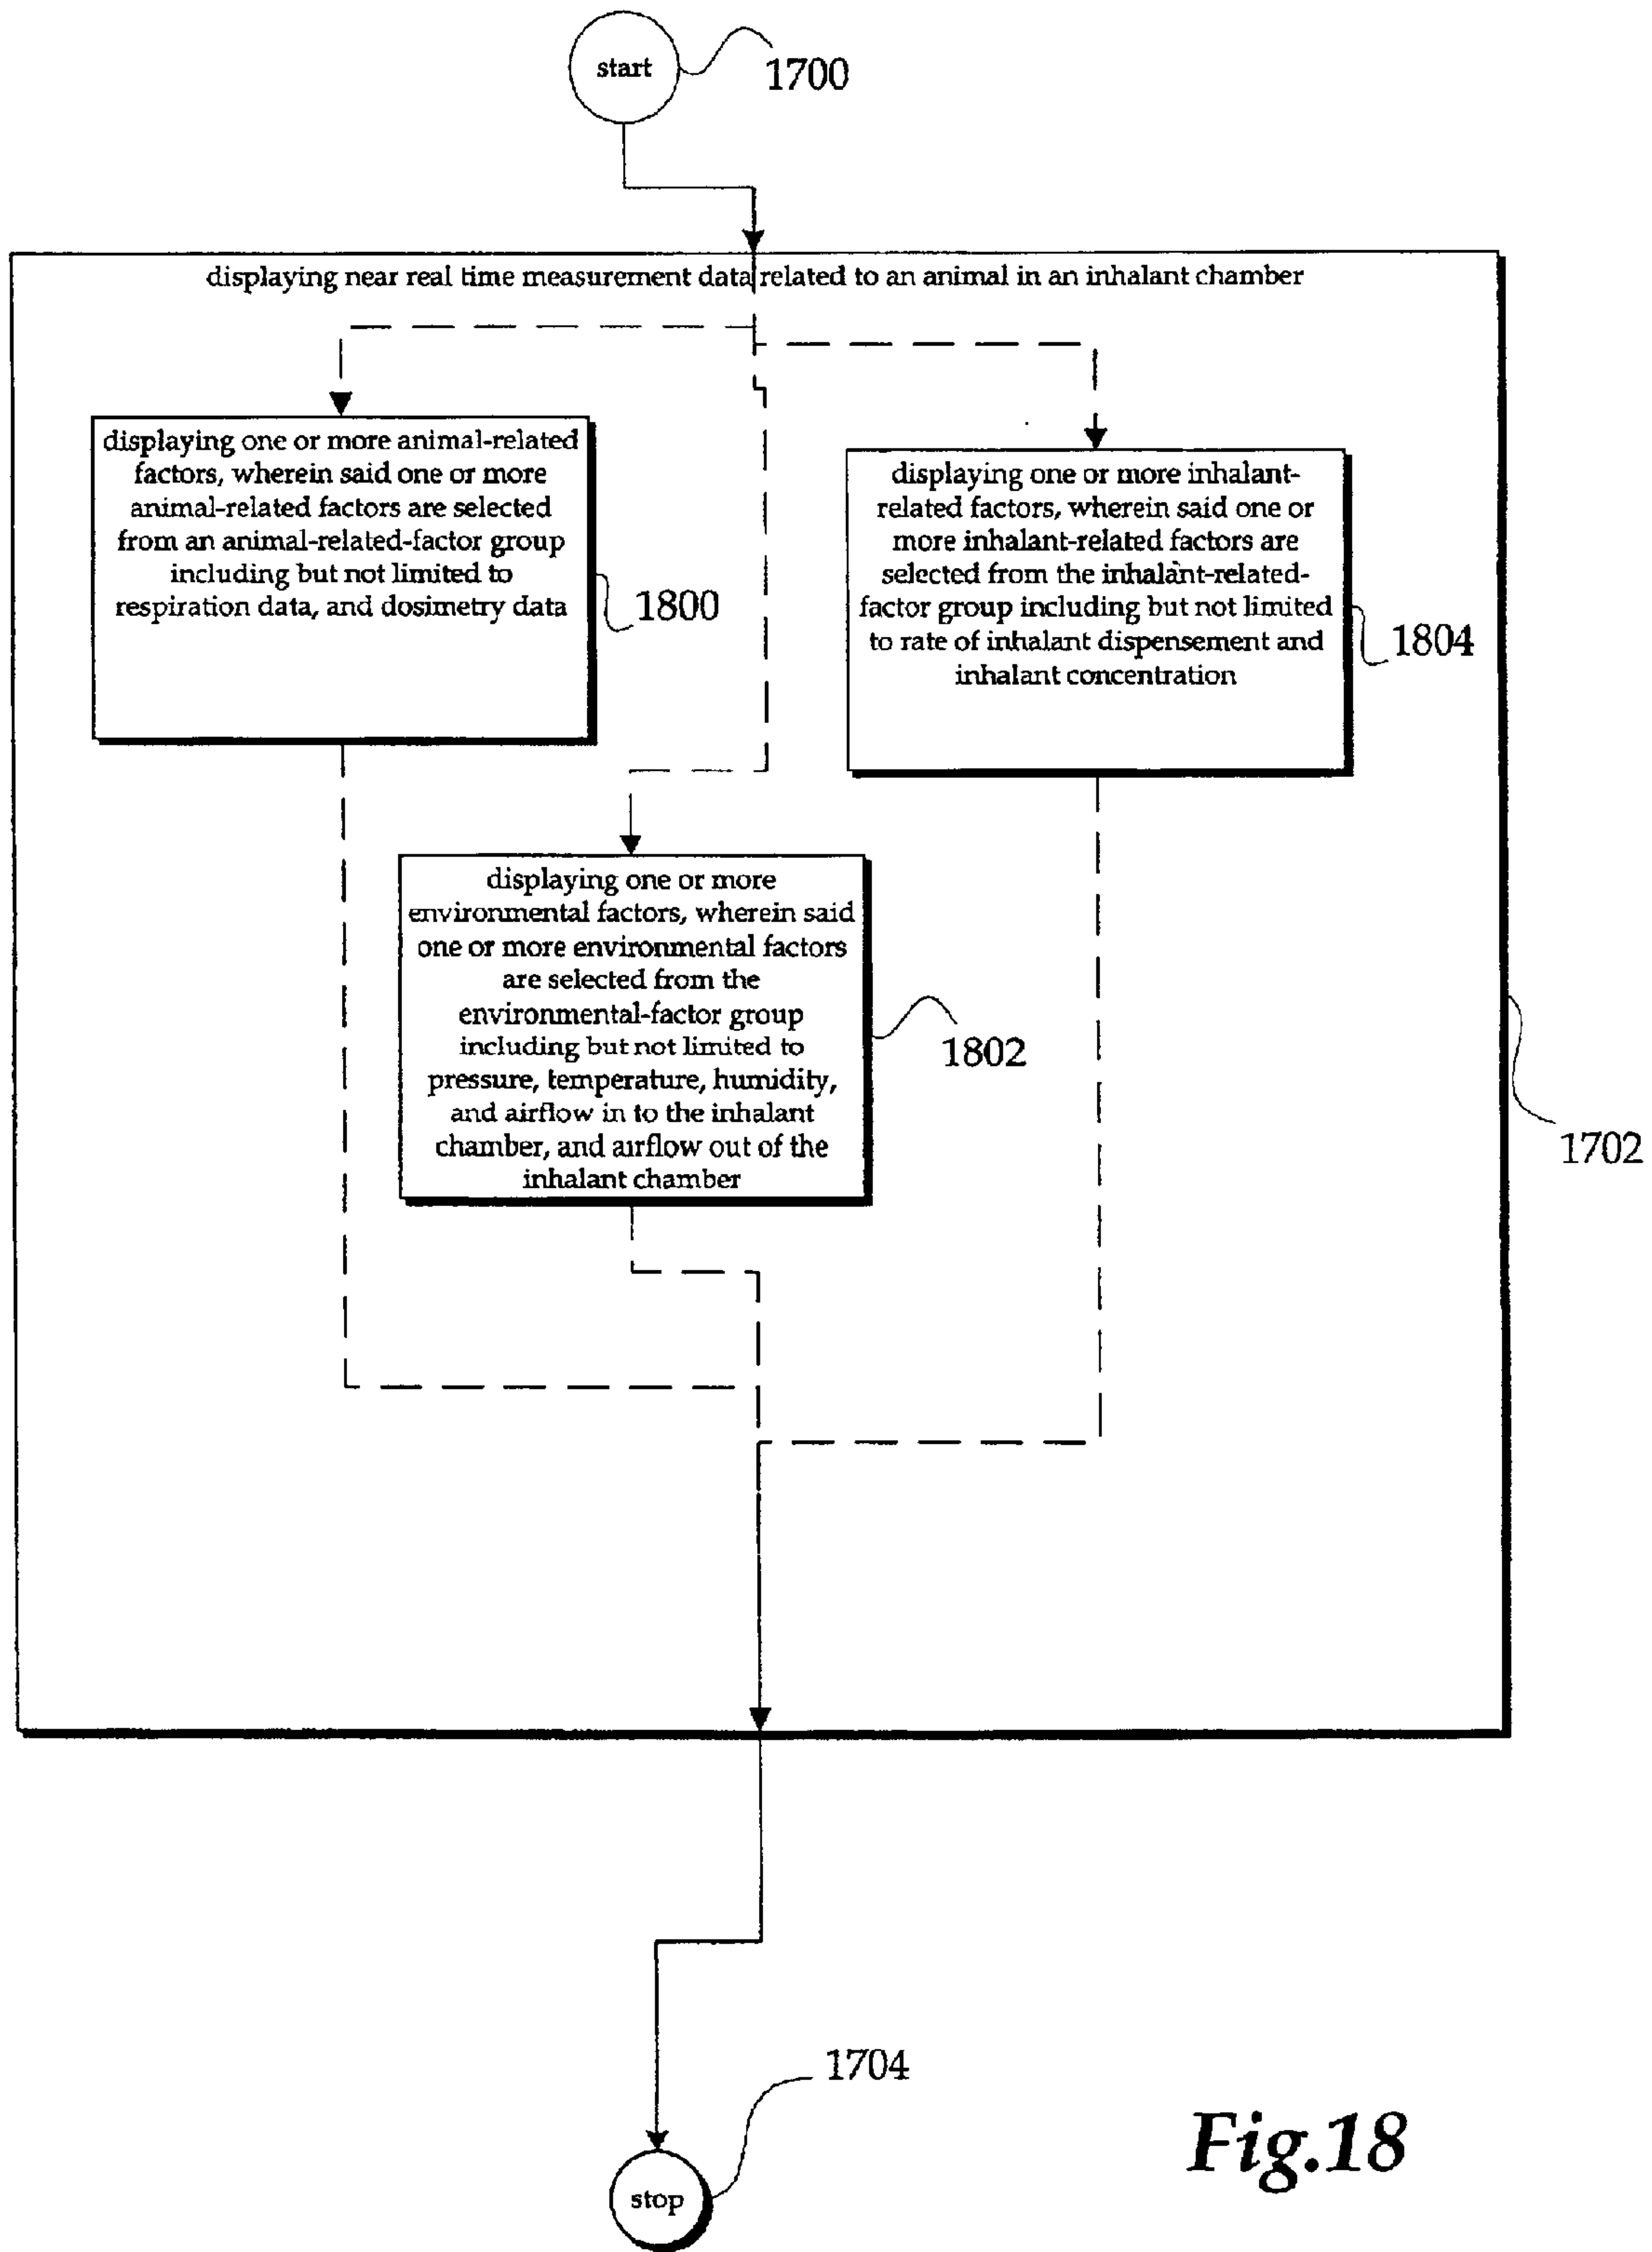 start
1700
displaying near real time measurement data related to an animal in an inhalant chamber
displaying one or more animal-related
factors, wherein said one or more
animal-related factors are selected
from an animal-related-factor group
including but not limited to
respiration data, and dosimetry data
1800
displaying one or more inhalant-
related factors, wherein said one or
more inhalant-related factors are
selected from the inhalant-related-
factor group including but not limited
to rate of inhalant dispensement and
inhalant concentration
1804
displaying one or more
environmental factors, wherein said
one or more environmental factors
are selected from the
environmental-factor group
including but not limited to
pressure, temperature, humidity,
and airflow in to the inhalant
chamber, and airflow out of the
inhalant chamber
1802
1702
1704
stop
Fig.18